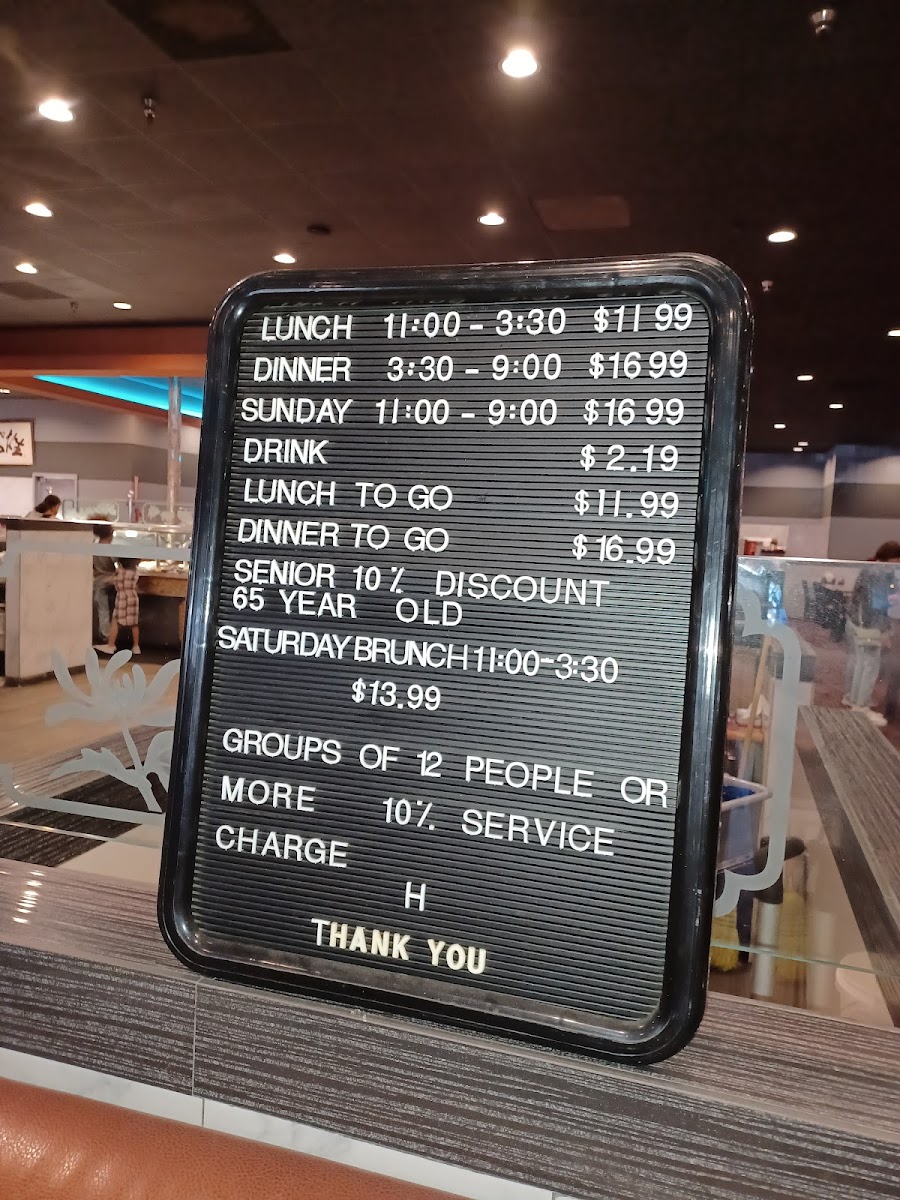 LUNCH 11:00 - 3:30 $11 99
DINNER 3:30 - 9:00 $16 99
SUNDAY 11:00 - 9:00 $16 99
DRINK $ 2.19
LUNCH TO GO $11.99
DINNER TO GO $16.99
SENIOR 10% DISCOUNT
65 YEAR OLD
SATURDAY BRUNCH 11:00-3:30
$13.99
GROUPS OF 12 PEOPLE OR
MORE 10% SERVICE
CHARGE
H
THANK YOU